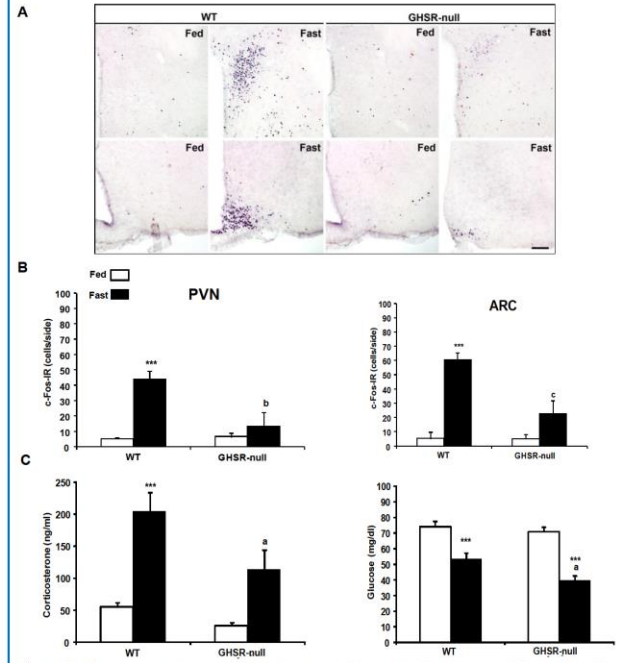 A
WT
GHSR-null
Fed
Fast
Fed
Fast
Fed
Fast
Fed
Fast
B
Fed
Fast
PVN
c-Fos-IR (cells/side)
100
90
80
70
60
50
40
30
20
10
0
***
b
WT
GHSR-null
ARC
c-Fos-IR (cells/side)
100
90
80
70
60
50
40
30
20
10
0
***
c
WT
GHSR-null
C
Corticosterone (ng/ml)
250
200
150
100
50
0
***
a
WT
GHSR-null
Glucose (mg/dl)
100
90
80
70
60
50
40
30
20
10
0
***
***
a
WT
GHSR-null